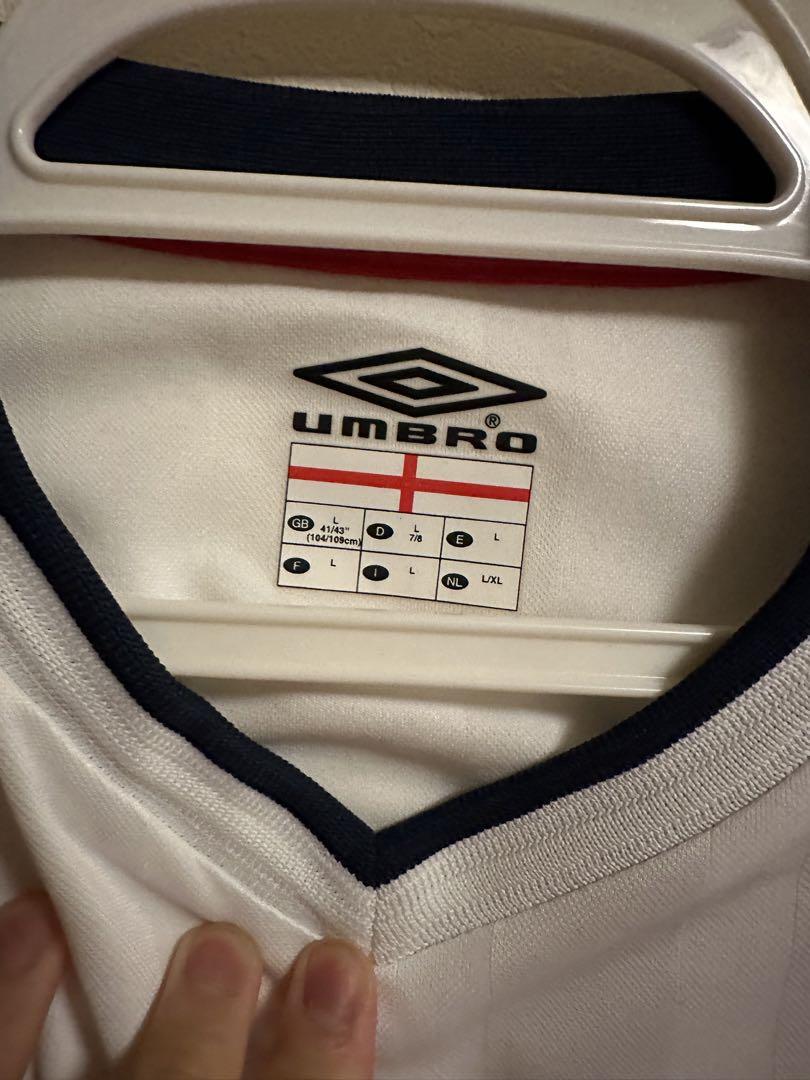 UMBRO®
GB L 41/43" (104/109cm)
D L 7/8
E L
F L
I L
NL L/XL